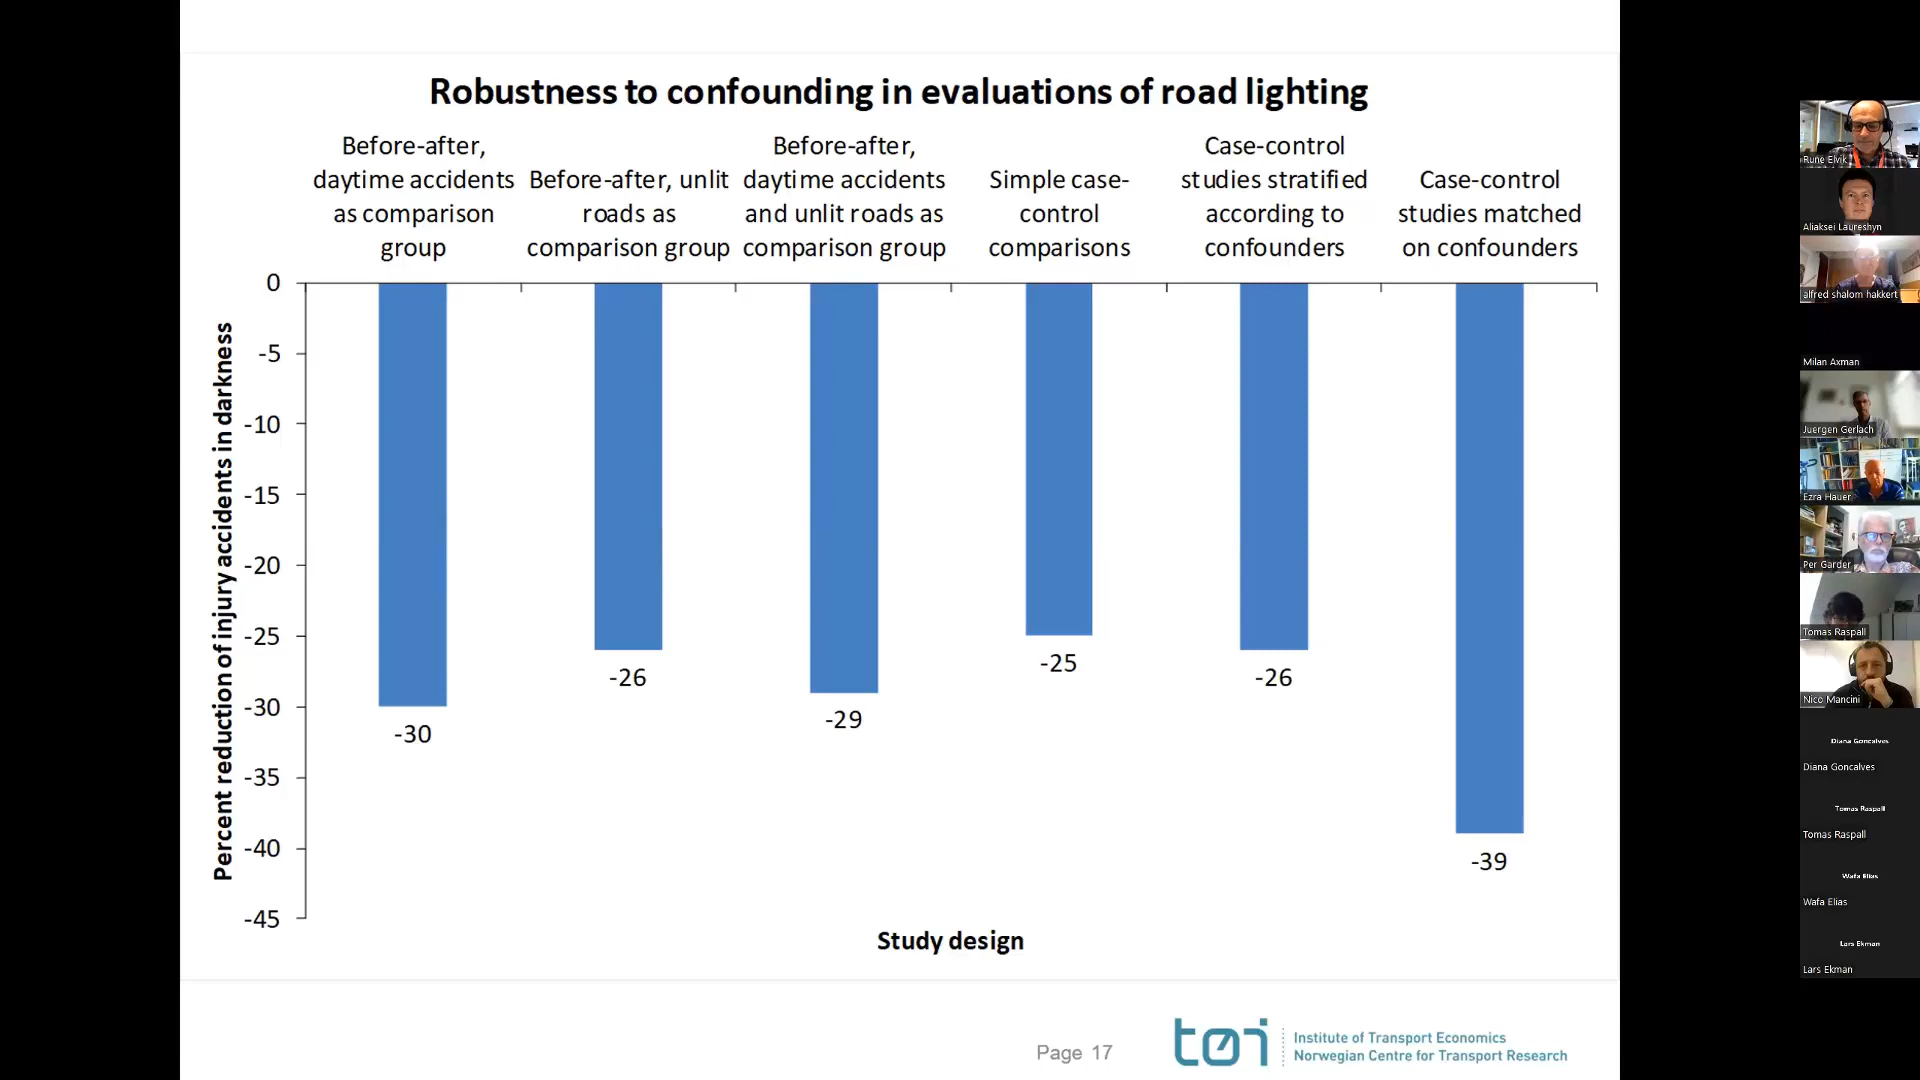 Robustness to confounding in evaluations of road lighting
Before-after,
daytime accidents
as comparison
group
Before-after, unlit
roads as
comparison group
Before-after,
daytime accidents
and unlit roads as
comparison group
Simple case-
control
comparisons
Case-control
studies stratified
according to
confounders
Case-control
studies matched
on confounders
Percent reduction of injury accidents in darkness
0
-5
-10
-15
-20
-25
-30
-35
-40
-45
-30
-26
-29
-25
-26
-39
Study design
Page 17
tøi
Institute of Transport Economics
Norwegian Centre for Transport Research
Rune Elvik
Aliaksei Laureshyn
alfred shalom hakkert
Milan Axman
Juergen Gerlach
Ezra Hauer
Per Garder
Tomas Raspall
Nico Mancini
Diana Goncalves
Diana Goncalves
Tomas Raspall
Tomas Raspall
Wafa Elias
Wafa Elias
Lars Ekman
Lars Ekman